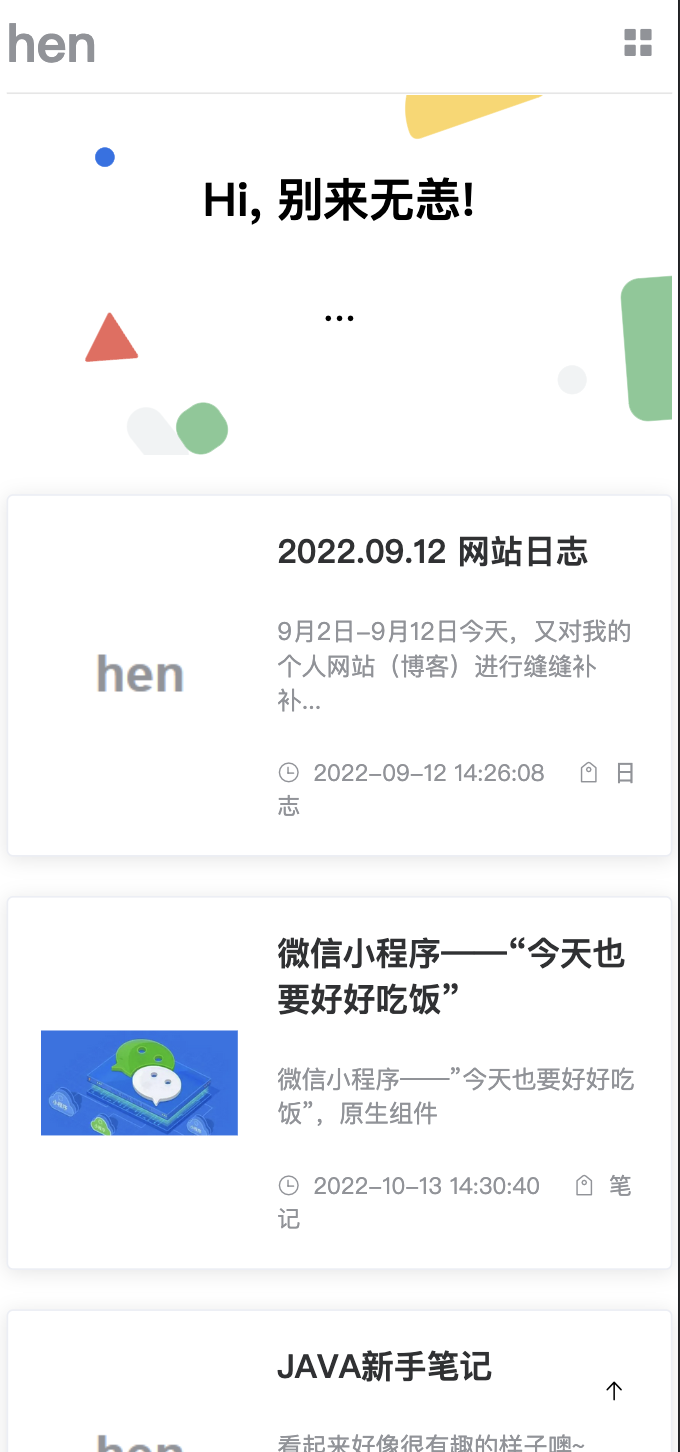 hen
Hi, 别来无恙!
...
2022.09.12 网站日志
hen
9月2日-9月12日今天，又对我的
个人网站（博客）进行缝缝补
补...
2022-09-12 14:26:08 日
志
微信小程序——“今天也
要好好吃饭”
微信小程序——”今天也要好好吃
饭”，原生组件
2022-10-13 14:30:40 笔
记
JAVA新手笔记
hen
看起来好像很有趣的样子噢~